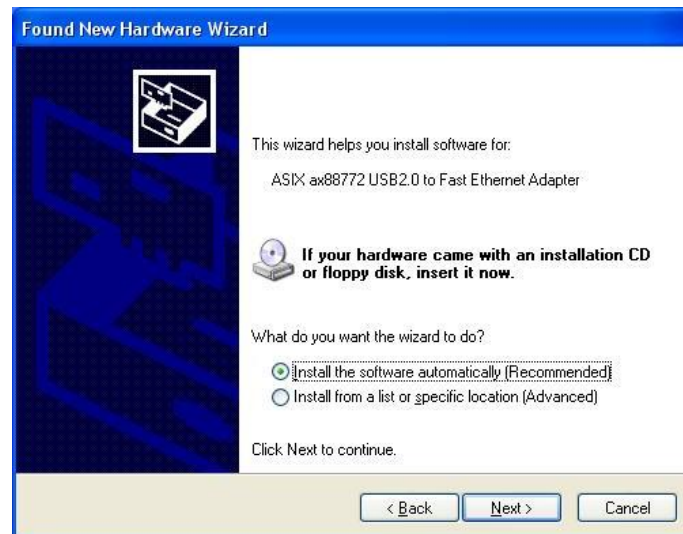 Found New Hardware Wizard
This wizard helps you install software for:
ASIX ax88772 USB2.0 to Fast Ethernet Adapter
If your hardware came with an installation CD
or floppy disk, insert it now.
What do you want the wizard to do?
Install the software automatically (Recommended)
Install from a list or specific location (Advanced)
Click Next to continue.
< Back
Next >
Cancel